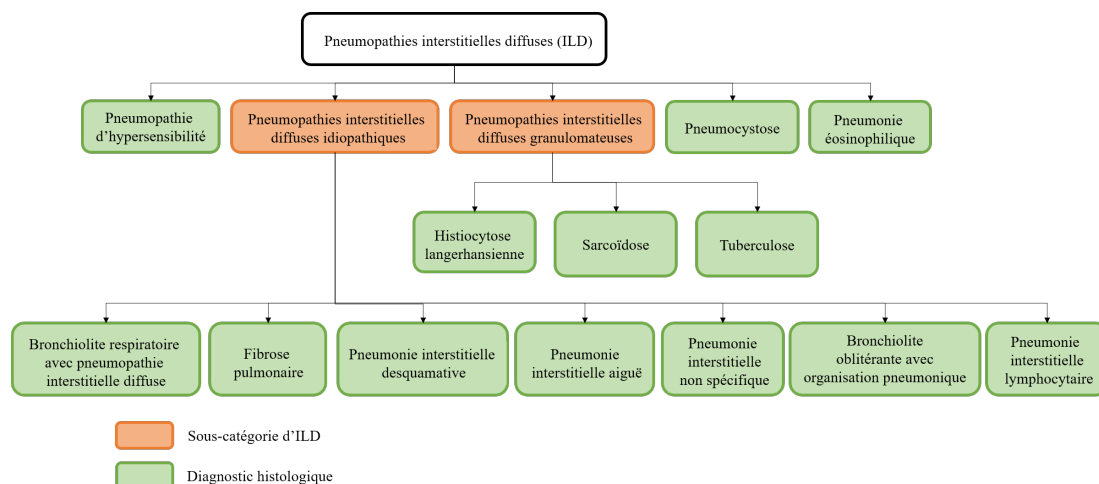 Pneumopathies interstitielles diffuses (ILD)
Pneumopathie
d’hypersensibilité
Pneumopathies interstitielles
diffuses idiopathiques
Pneumopathies interstitielles
diffuses granulomateuses
Pneumocystose
Pneumonie
éosinophilique
Histiocytose
langerhansienne
Sarcoïdose
Tuberculose
Bronchiolite respiratoire
avec pneumopathie
interstitielle diffuse
Fibrose
pulmonaire
Pneumonie interstitielle
desquamative
Pneumonie
interstitielle aiguë
Pneumonie
interstitielle
non spécifique
Bronchiolite
oblitérante avec
organisation pneumonique
Pneumonie
interstitielle
lymphocytaire
Sous-catégorie d’ILD
Diagnostic histologique